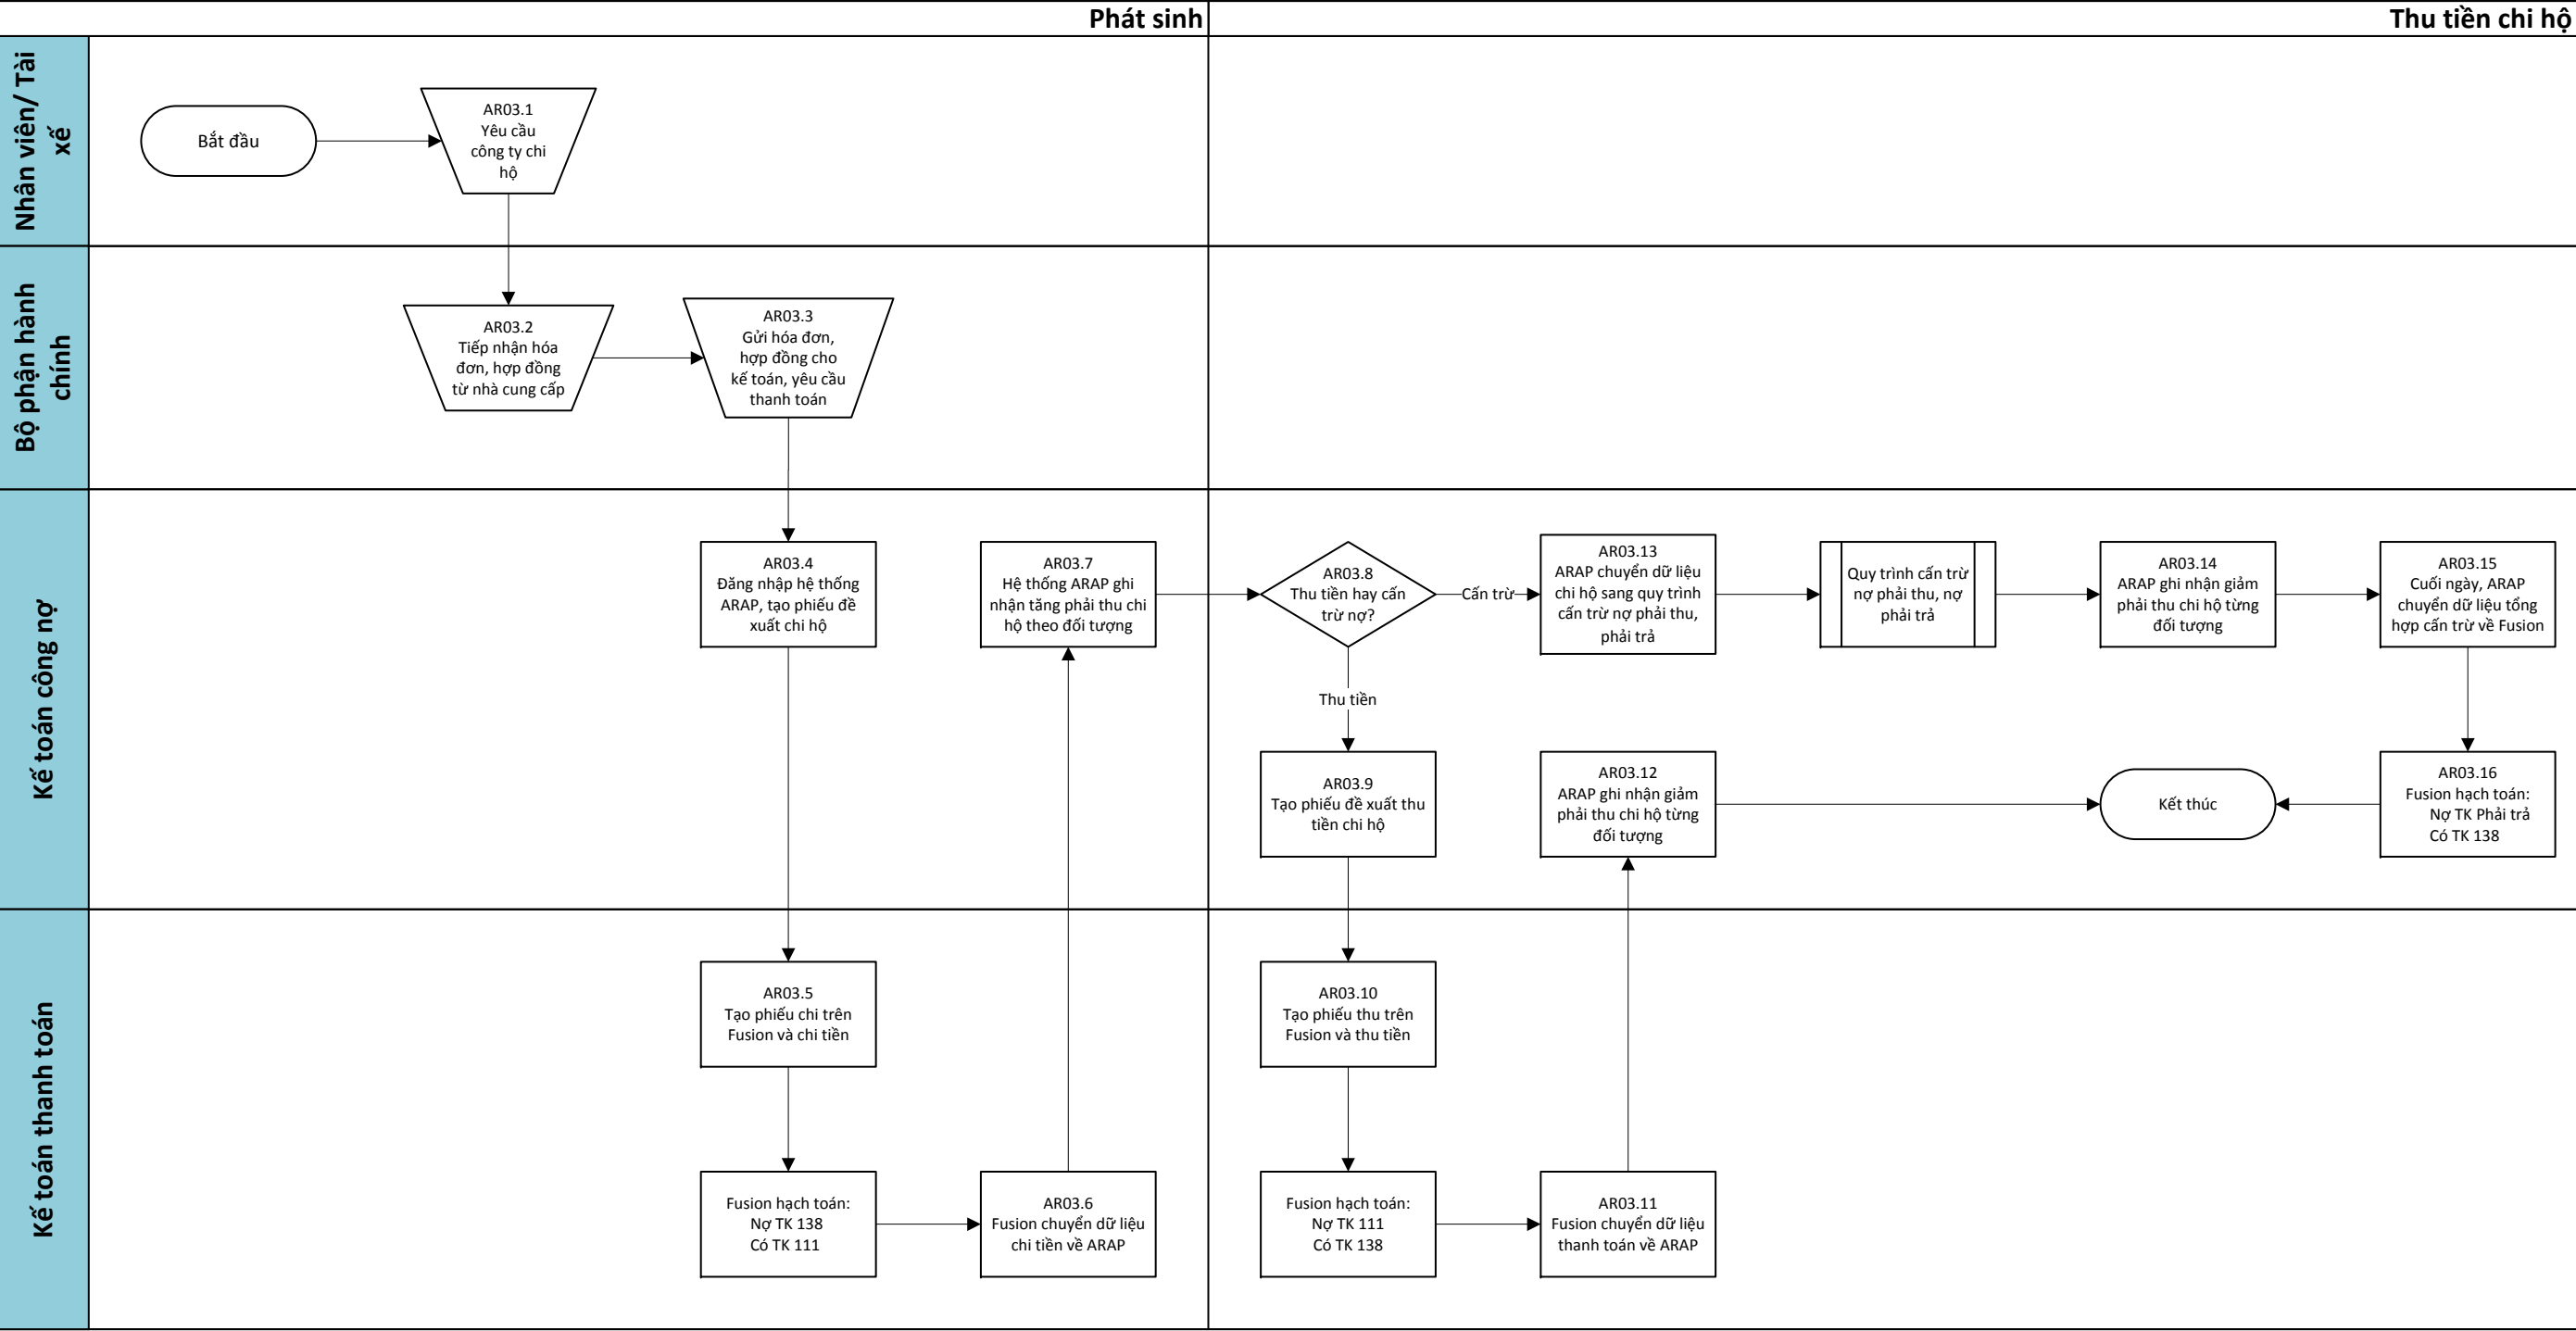 Phát sinh
Thu tiền chi hộ
Nhân viên/ Tài
xế
Bắt đầu
AR03.1
Yêu cầu
công ty chi
hộ
Bộ phận hành
chính
AR03.2
Tiếp nhận hóa
đơn, hợp đồng
từ nhà cung cấp
AR03.3
Gửi hóa đơn,
hợp đồng cho
kế toán, yêu cầu
thanh toán
Kế toán công nợ
AR03.4
Đăng nhập hệ thống
ARAP, tạo phiếu đề
xuất chi hộ
AR03.7
Hệ thống ARAP ghi
nhận tăng phải thu chi
hộ theo đối tượng
AR03.8
Thu tiền hay cấn
trừ nợ?
Cấn trừ
AR03.13
ARAP chuyển dữ liệu
chi hộ sang quy trình
cấn trừ nợ phải thu,
phải trả
Quy trình cấn trừ
nợ phải thu, nợ
phải trả
AR03.14
ARAP ghi nhận giảm
phải thu chi hộ từng
đối tượng
AR03.15
Cuối ngày, ARAP
chuyển dữ liệu tổng
hợp cấn trừ về Fusion
Thu tiền
AR03.9
Tạo phiếu đề xuất thu
tiền chi hộ
AR03.12
ARAP ghi nhận giảm
phải thu chi hộ từng
đối tượng
Kết thúc
AR03.16
Fusion hạch toán:
Nợ TK Phải trả
Có TK 138
Kế toán thanh toán
AR03.5
Tạo phiếu chi trên
Fusion và chi tiền
AR03.10
Tạo phiếu thu trên
Fusion và thu tiền
Fusion hạch toán:
Nợ TK 138
Có TK 111
AR03.6
Fusion chuyển dữ liệu
chi tiền về ARAP
Fusion hạch toán:
Nợ TK 111
Có TK 138
AR03.11
Fusion chuyển dữ liệu
thanh toán về ARAP